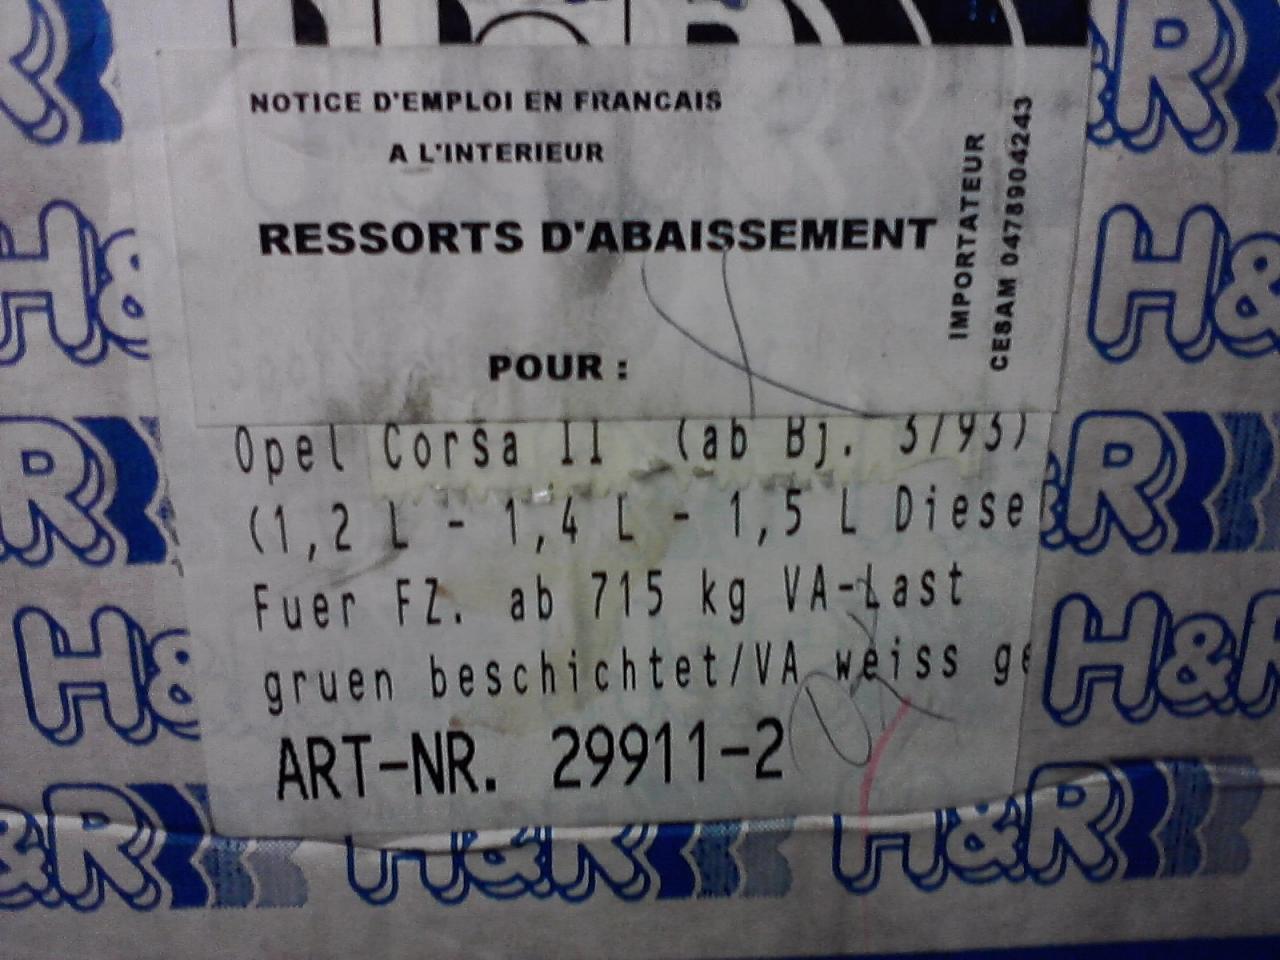 NOTICE D'EMPLOI EN FRANCAIS
A L'INTERIEUR
RESSORTS D'ABAISSEMENT
POUR :
IMPORTATEUR
CESAM 0478904243
Opel Corsa II (ab Bj. 3/93)
(1,2 L - 1,4 L - 1,5 L Diese
Fuer FZ. ab 715 kg VA-Last
gruen beschichtet/VA weiss ge
ART-NR. 29911-2
H&R
H&R
H&R
H&R
H&R
H&R
H&R